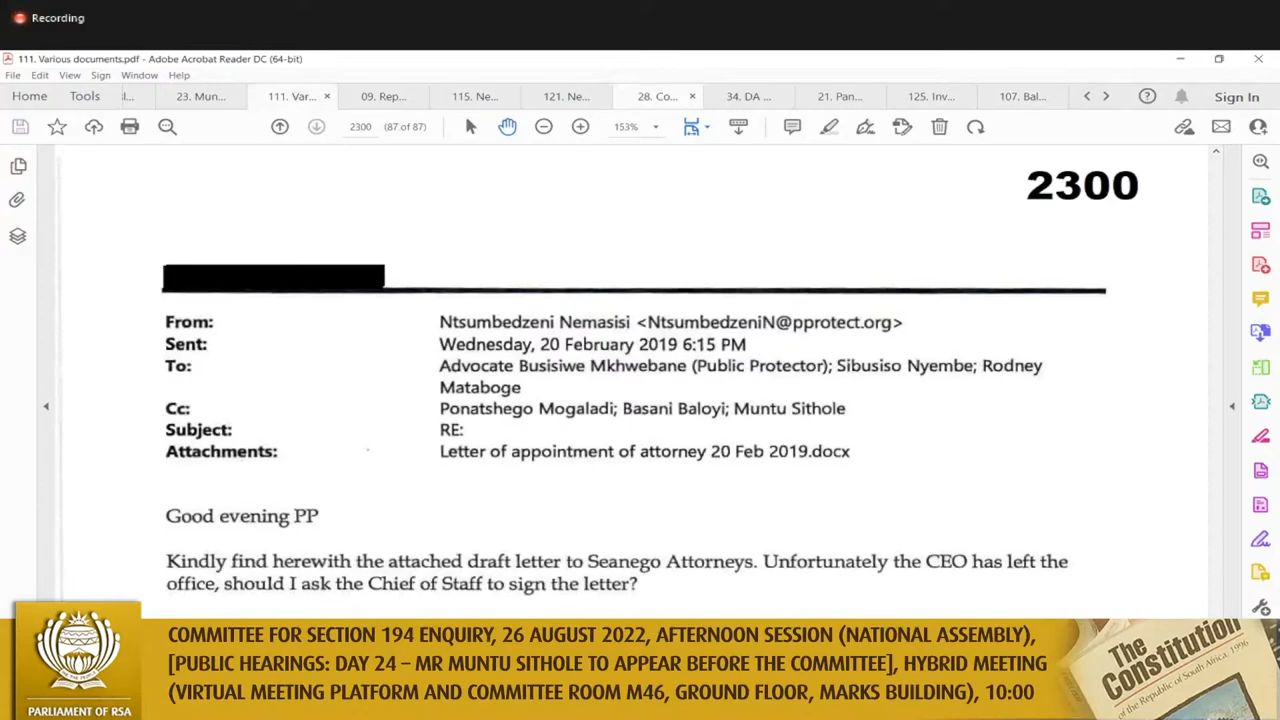 Recording
111. Various documents.pdf - Adobe Acrobat Reader DC (64-bit)
File Edit View Sign Window Help
Home Tools l... 23. Mun... 111. Var... × 09. Rep... 115. Ne... 121. Ne... 28. Co... × 34. DA ... 21. Pan... 125. Inv... 107. Bal... Sign In
2300 (87 of 87) 153%
2300
From: Ntsumbedzeni Nemasisi <NtsumbedzeniN@pprotect.org>
Sent: Wednesday, 20 February 2019 6:15 PM
To: Advocate Busisiwe Mkhwebane (Public Protector); Sibusiso Nyembe; Rodney
Mataboge
Cc: Ponatshego Mogaladi; Basani Baloyi; Muntu Sithole
Subject: RE:
Attachments: Letter of appointment of attorney 20 Feb 2019.docx
Good evening PP
Kindly find herewith the attached draft letter to Seanego Attorneys. Unfortunately the CEO has left the
office, should I ask the Chief of Staff to sign the letter?
COMMITTEE FOR SECTION 194 ENQUIRY, 26 AUGUST 2022, AFTERNOON SESSION (NATIONAL ASSEMBLY),
[PUBLIC HEARINGS: DAY 24 – MR MUNTU SITHOLE TO APPEAR BEFORE THE COMMITTEE], HYBRID MEETING
(VIRTUAL MEETING PLATFORM AND COMMITTEE ROOM M46, GROUND FLOOR, MARKS BUILDING), 10:00
PARLIAMENT OF RSA
The
Constitution
of the Republic of South Africa, 1996